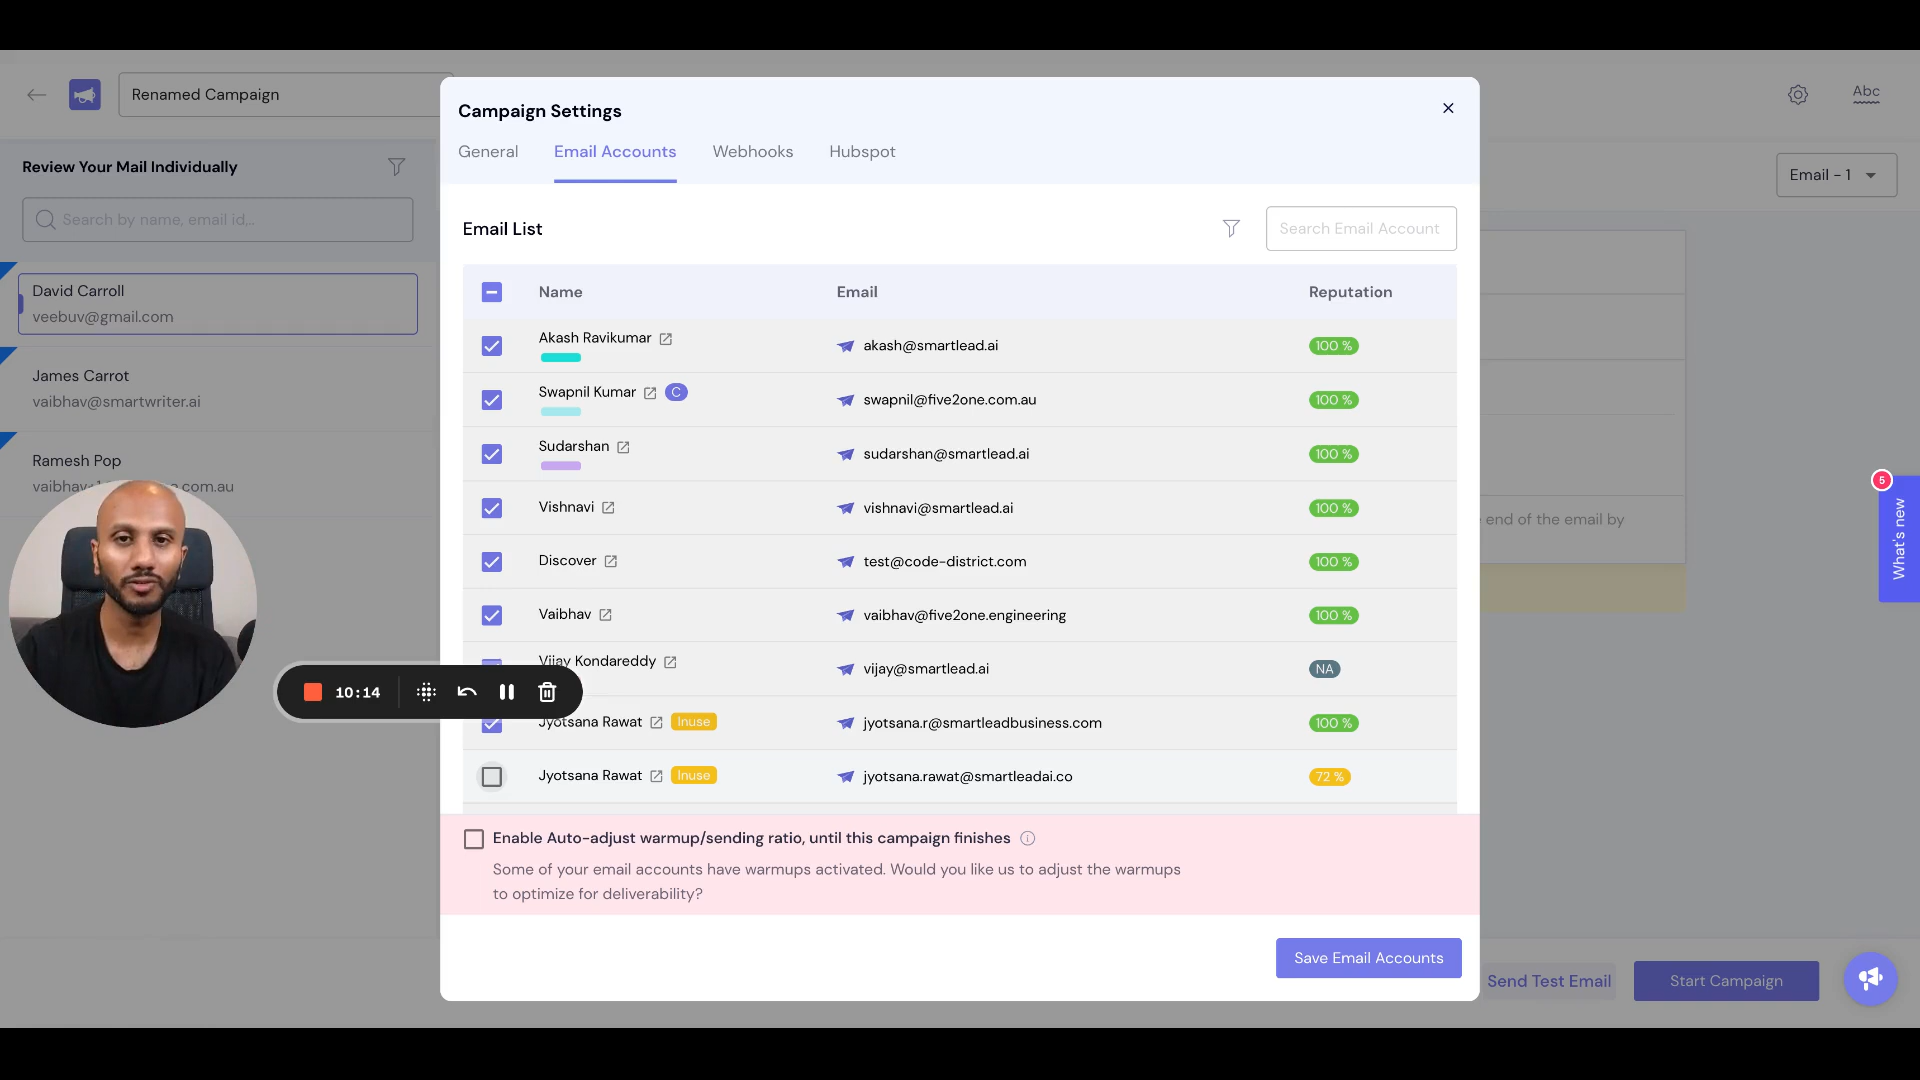 Renamed Campaign
Abc
Review Your Mail Individually
Search by name, email id...
Email - 1
David Carroll
veebuv@gmail.com
James Carrot
vaibhav@smartwriter.ai
Ramesh Pop
com.au
Campaign Settings
General
Email Accounts
Webhooks
Hubspot
Email List
Search Email Account
Name Email Reputation
Akash Ravikumar akash@smartlead.ai 100 %
Swapnil Kumar C swapnil@five2one.com.au 100 %
Sudarshan sudarshan@smartlead.ai 100 %
Vishnavi vishnavi@smartlead.ai 100 %
Discover test@code-district.com 100 %
Vaibhav vaibhav@five2one.engineering 100 %
Vijay Kondareddy vijay@smartlead.ai NA
10:14
Jyotsana Rawat Inuse jyotsana.r@smartleadbusiness.com 100 %
Jyotsana Rawat Inuse jyotsana.rawat@smartleadai.co 72 %
Enable Auto-adjust warmup/sending ratio, until this campaign finishes
Some of your email accounts have warmups activated. Would you like us to adjust the warmups
to optimize for deliverability?
Save Email Accounts
end of the email by
5
What's new
Send Test Email
Start Campaign